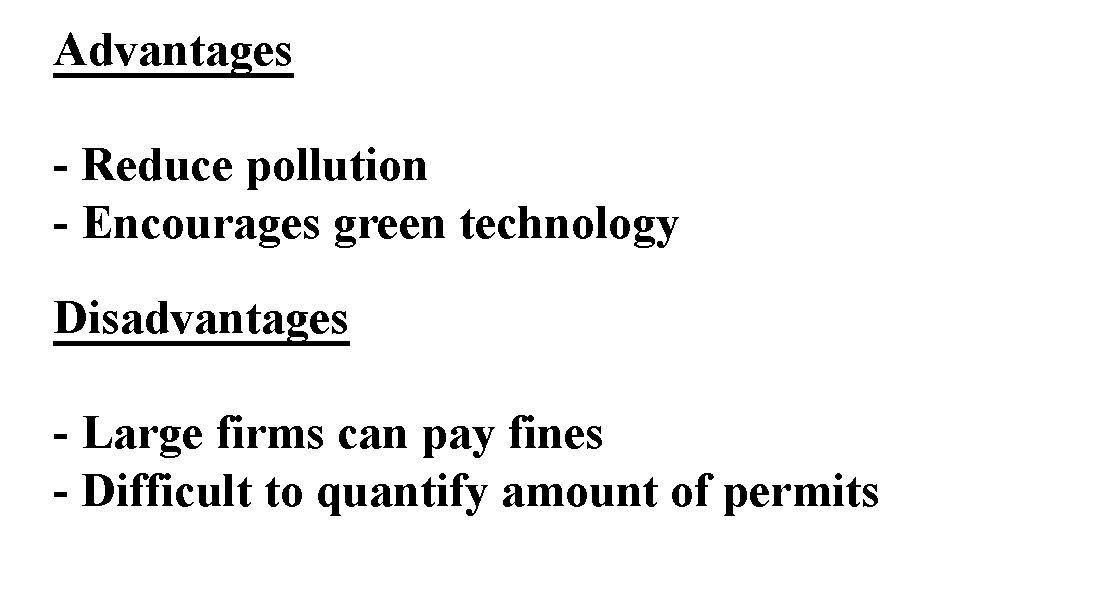 Advantages
- Reduce pollution
- Encourages green technology
Disadvantages
- Large firms can pay fines
- Difficult to quantify amount of permits